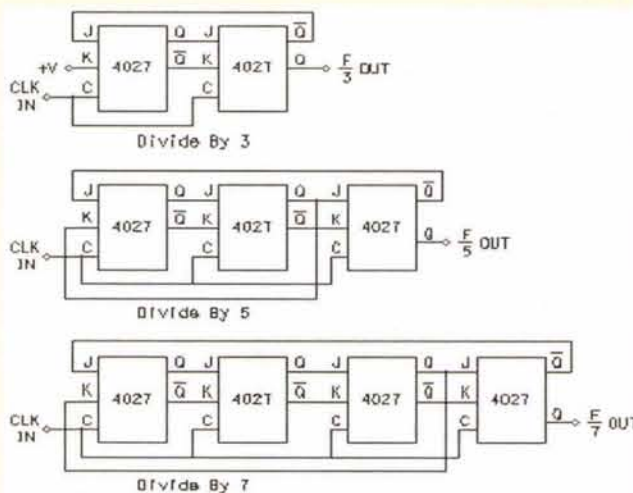 J Q J Q̅
+V K 4027 Q̅ K 4027 Q F/3 OUT
CLK IN C C
Divide By 3
J Q J Q J Q̅
K 4027 Q̅ K 4027 Q̅ K 4027 Q F/5 OUT
CLK IN C C C
Divide By 5
J Q J Q J Q J Q̅
K 4027 Q̅ K 4027 Q̅ K 4027 Q̅ K 4027 Q F/7 OUT
CLK IN C C C C
Divide By 7